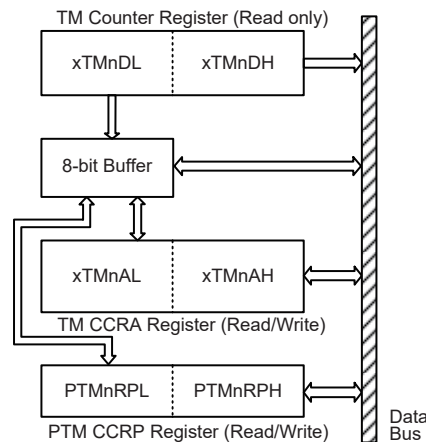 TM Counter Register (Read only)
xTMnDL xTMnDH
8-bit Buffer
xTMnAL xTMnAH
TM CCRA Register (Read/Write)
PTMnRPL PTMnRPH
PTM CCRP Register (Read/Write)
Data
Bus